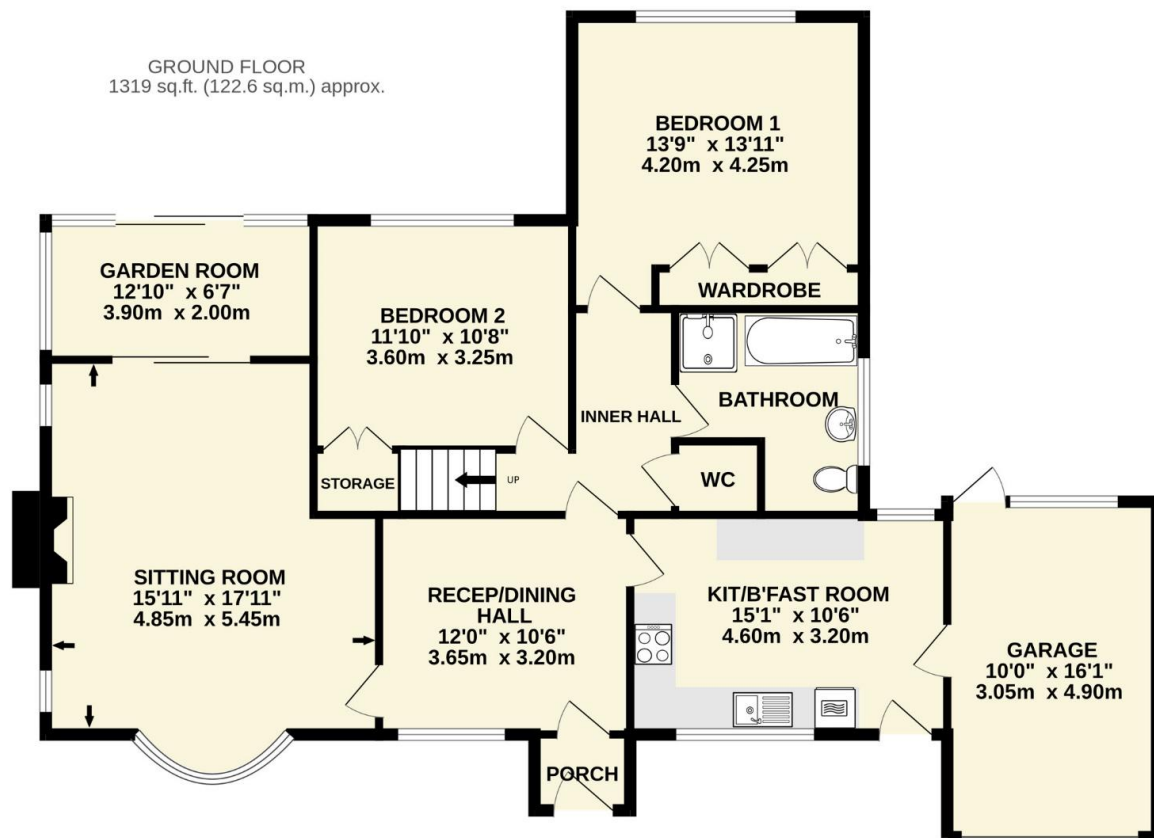 GROUND FLOOR
1319 sq.ft. (122.6 sq.m.) approx.
BEDROOM 1
13'9" x 13'11"
4.20m x 4.25m
WARDROBE
GARDEN ROOM
12'10" x 6'7"
3.90m x 2.00m
BEDROOM 2
11'10" x 10'8"
3.60m x 3.25m
INNER HALL
BATHROOM
STORAGE
UP
WC
SITTING ROOM
15'11" x 17'11"
4.85m x 5.45m
RECEP/DINING
HALL
12'0" x 10'6"
3.65m x 3.20m
KIT/B'FAST ROOM
15'1" x 10'6"
4.60m x 3.20m
GARAGE
10'0" x 16'1"
3.05m x 4.90m
PORCH